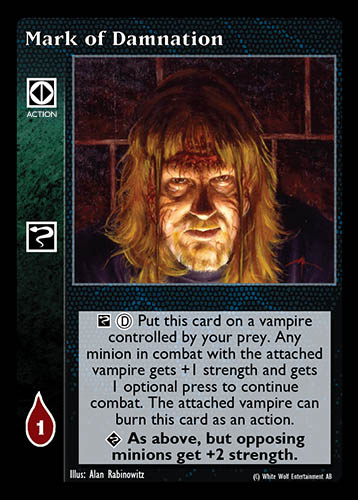 Mark of Damnation
ACTION
D Put this card on a vampire
controlled by your prey. Any
minion in combat with the attached
vampire gets +1 strength and gets
1 optional press to continue
combat. The attached vampire can
burn this card as an action.
As above, but opposing
minions get +2 strength.
1
Illus: Alan Rabinowitz
(C) White Wolf Entertainment AB